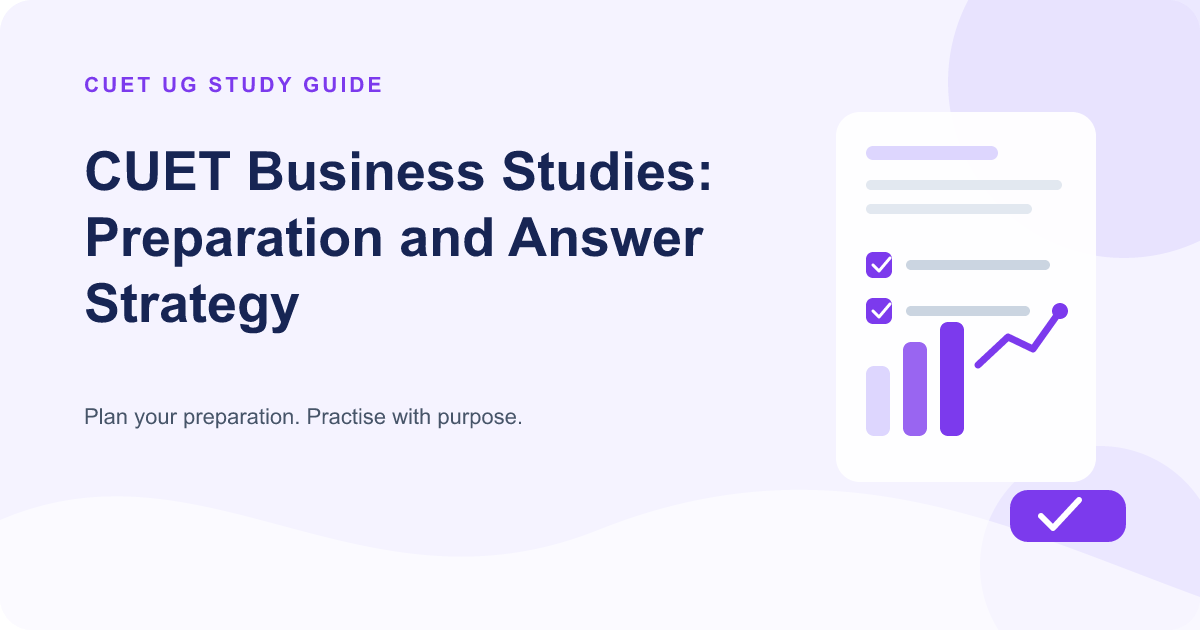 CUET UG STUDY GUIDE
CUET Business Studies:
Preparation and Answer
Strategy
Plan your preparation. Practise with purpose.